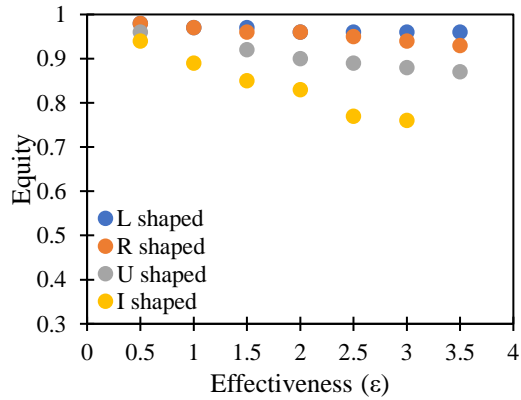 1
0.9
0.8
0.7
0.6
0.5
0.4
0.3
Equity
L shaped
R shaped
U shaped
I shaped
0 0.5 1 1.5 2 2.5 3 3.5 4
Effectiveness (ε)